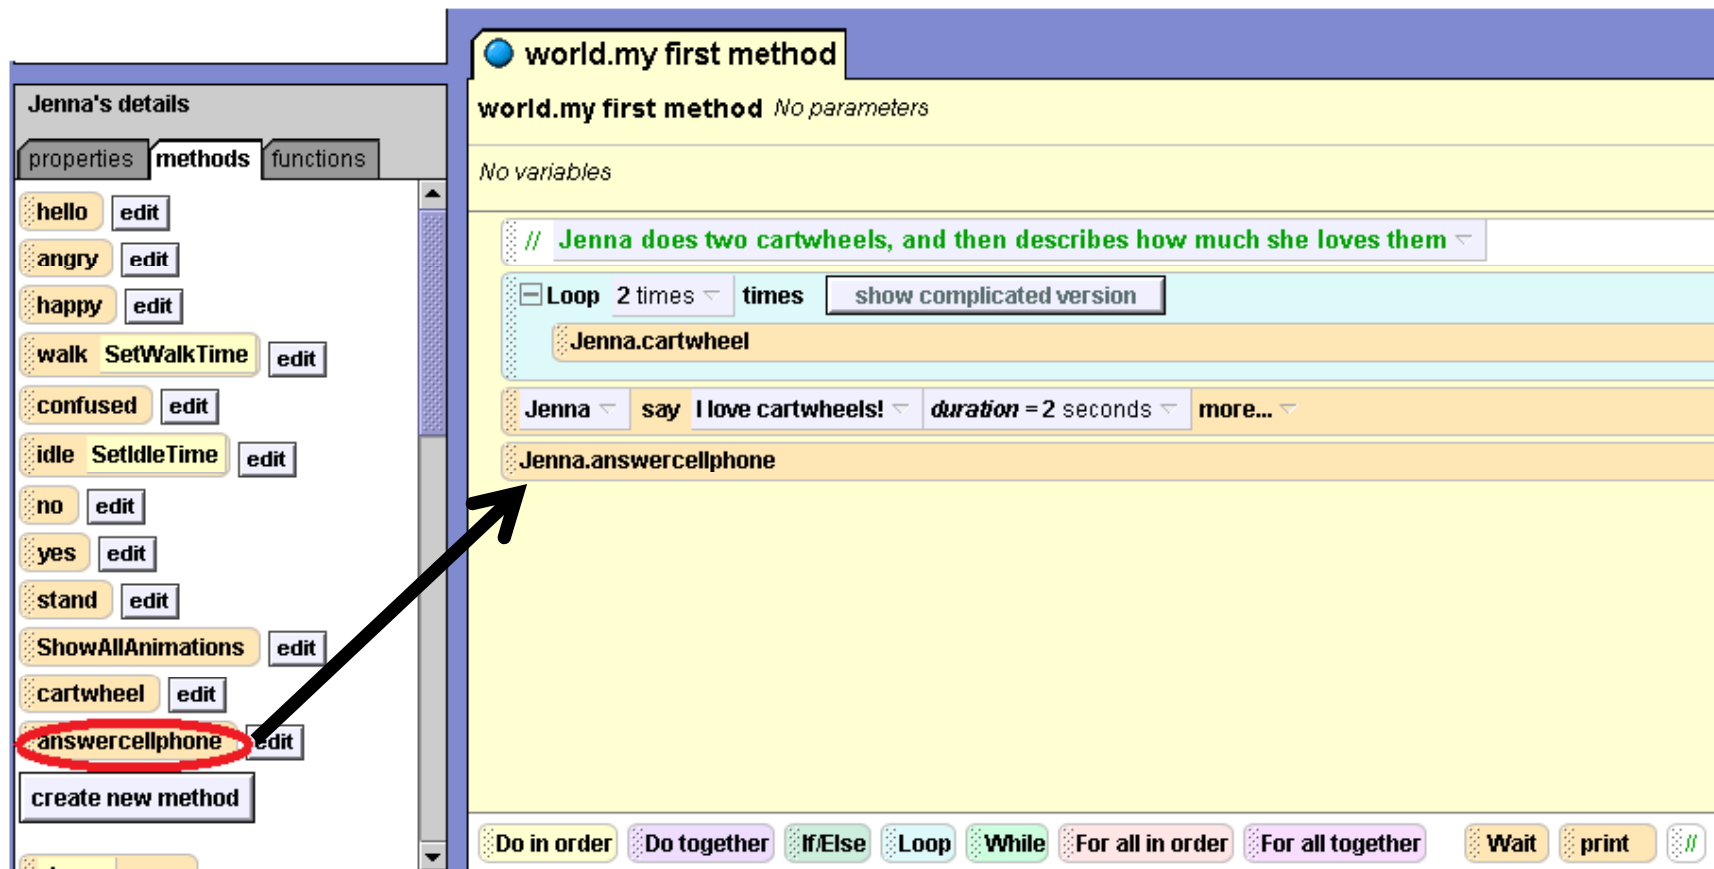 Jenna's details
properties methods functions
hello edit
angry edit
happy edit
walk SetWalkTime edit
confused edit
idle SetIdleTime edit
no edit
yes edit
stand edit
ShowAllAnimations edit
cartwheel edit
answercellphone edit
create new method
world.my first method
world.my first method No parameters
No variables
// Jenna does two cartwheels, and then describes how much she loves them
Loop 2 times times show complicated version
Jenna.cartwheel
Jenna say I love cartwheels! duration = 2 seconds more...
Jenna.answercellphone
Do in order Do together If/Else Loop While For all in order For all together Wait print //